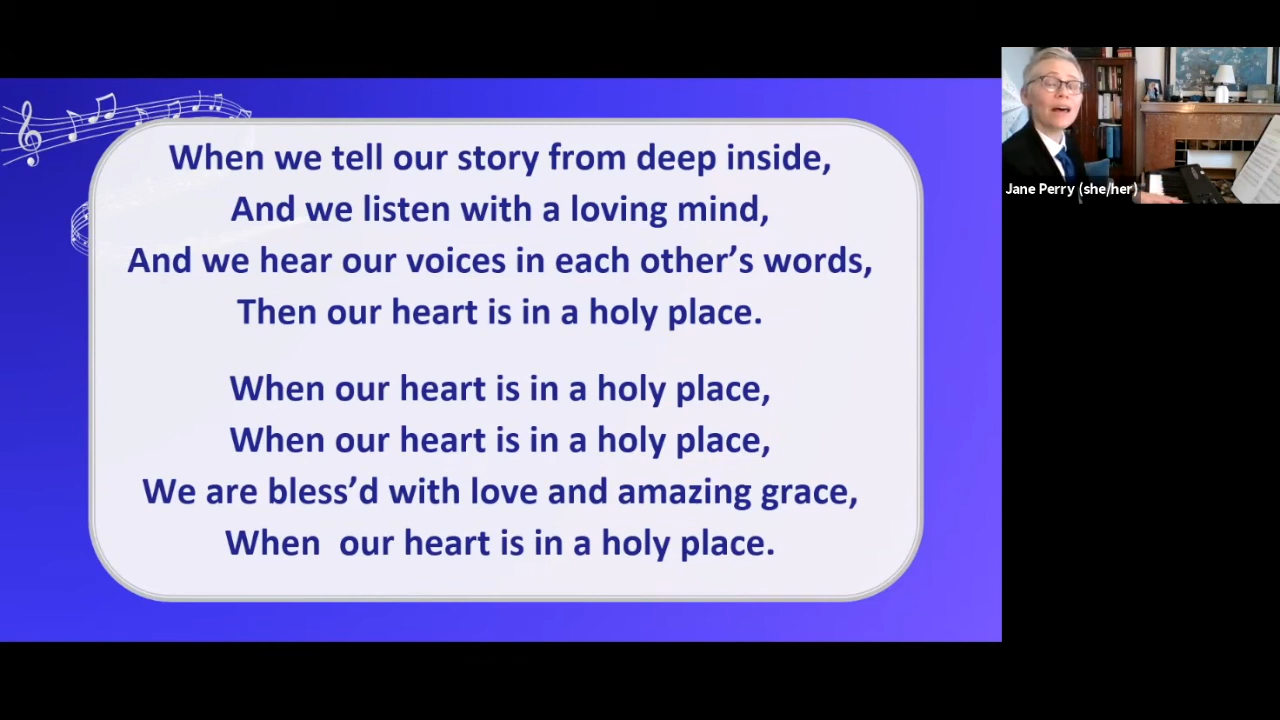 When we tell our story from deep inside,
And we listen with a loving mind,
And we hear our voices in each other’s words,
Then our heart is in a holy place.
When our heart is in a holy place,
When our heart is in a holy place,
We are bless’d with love and amazing grace,
When  our heart is in a holy place.
Jane Perry (she/her)